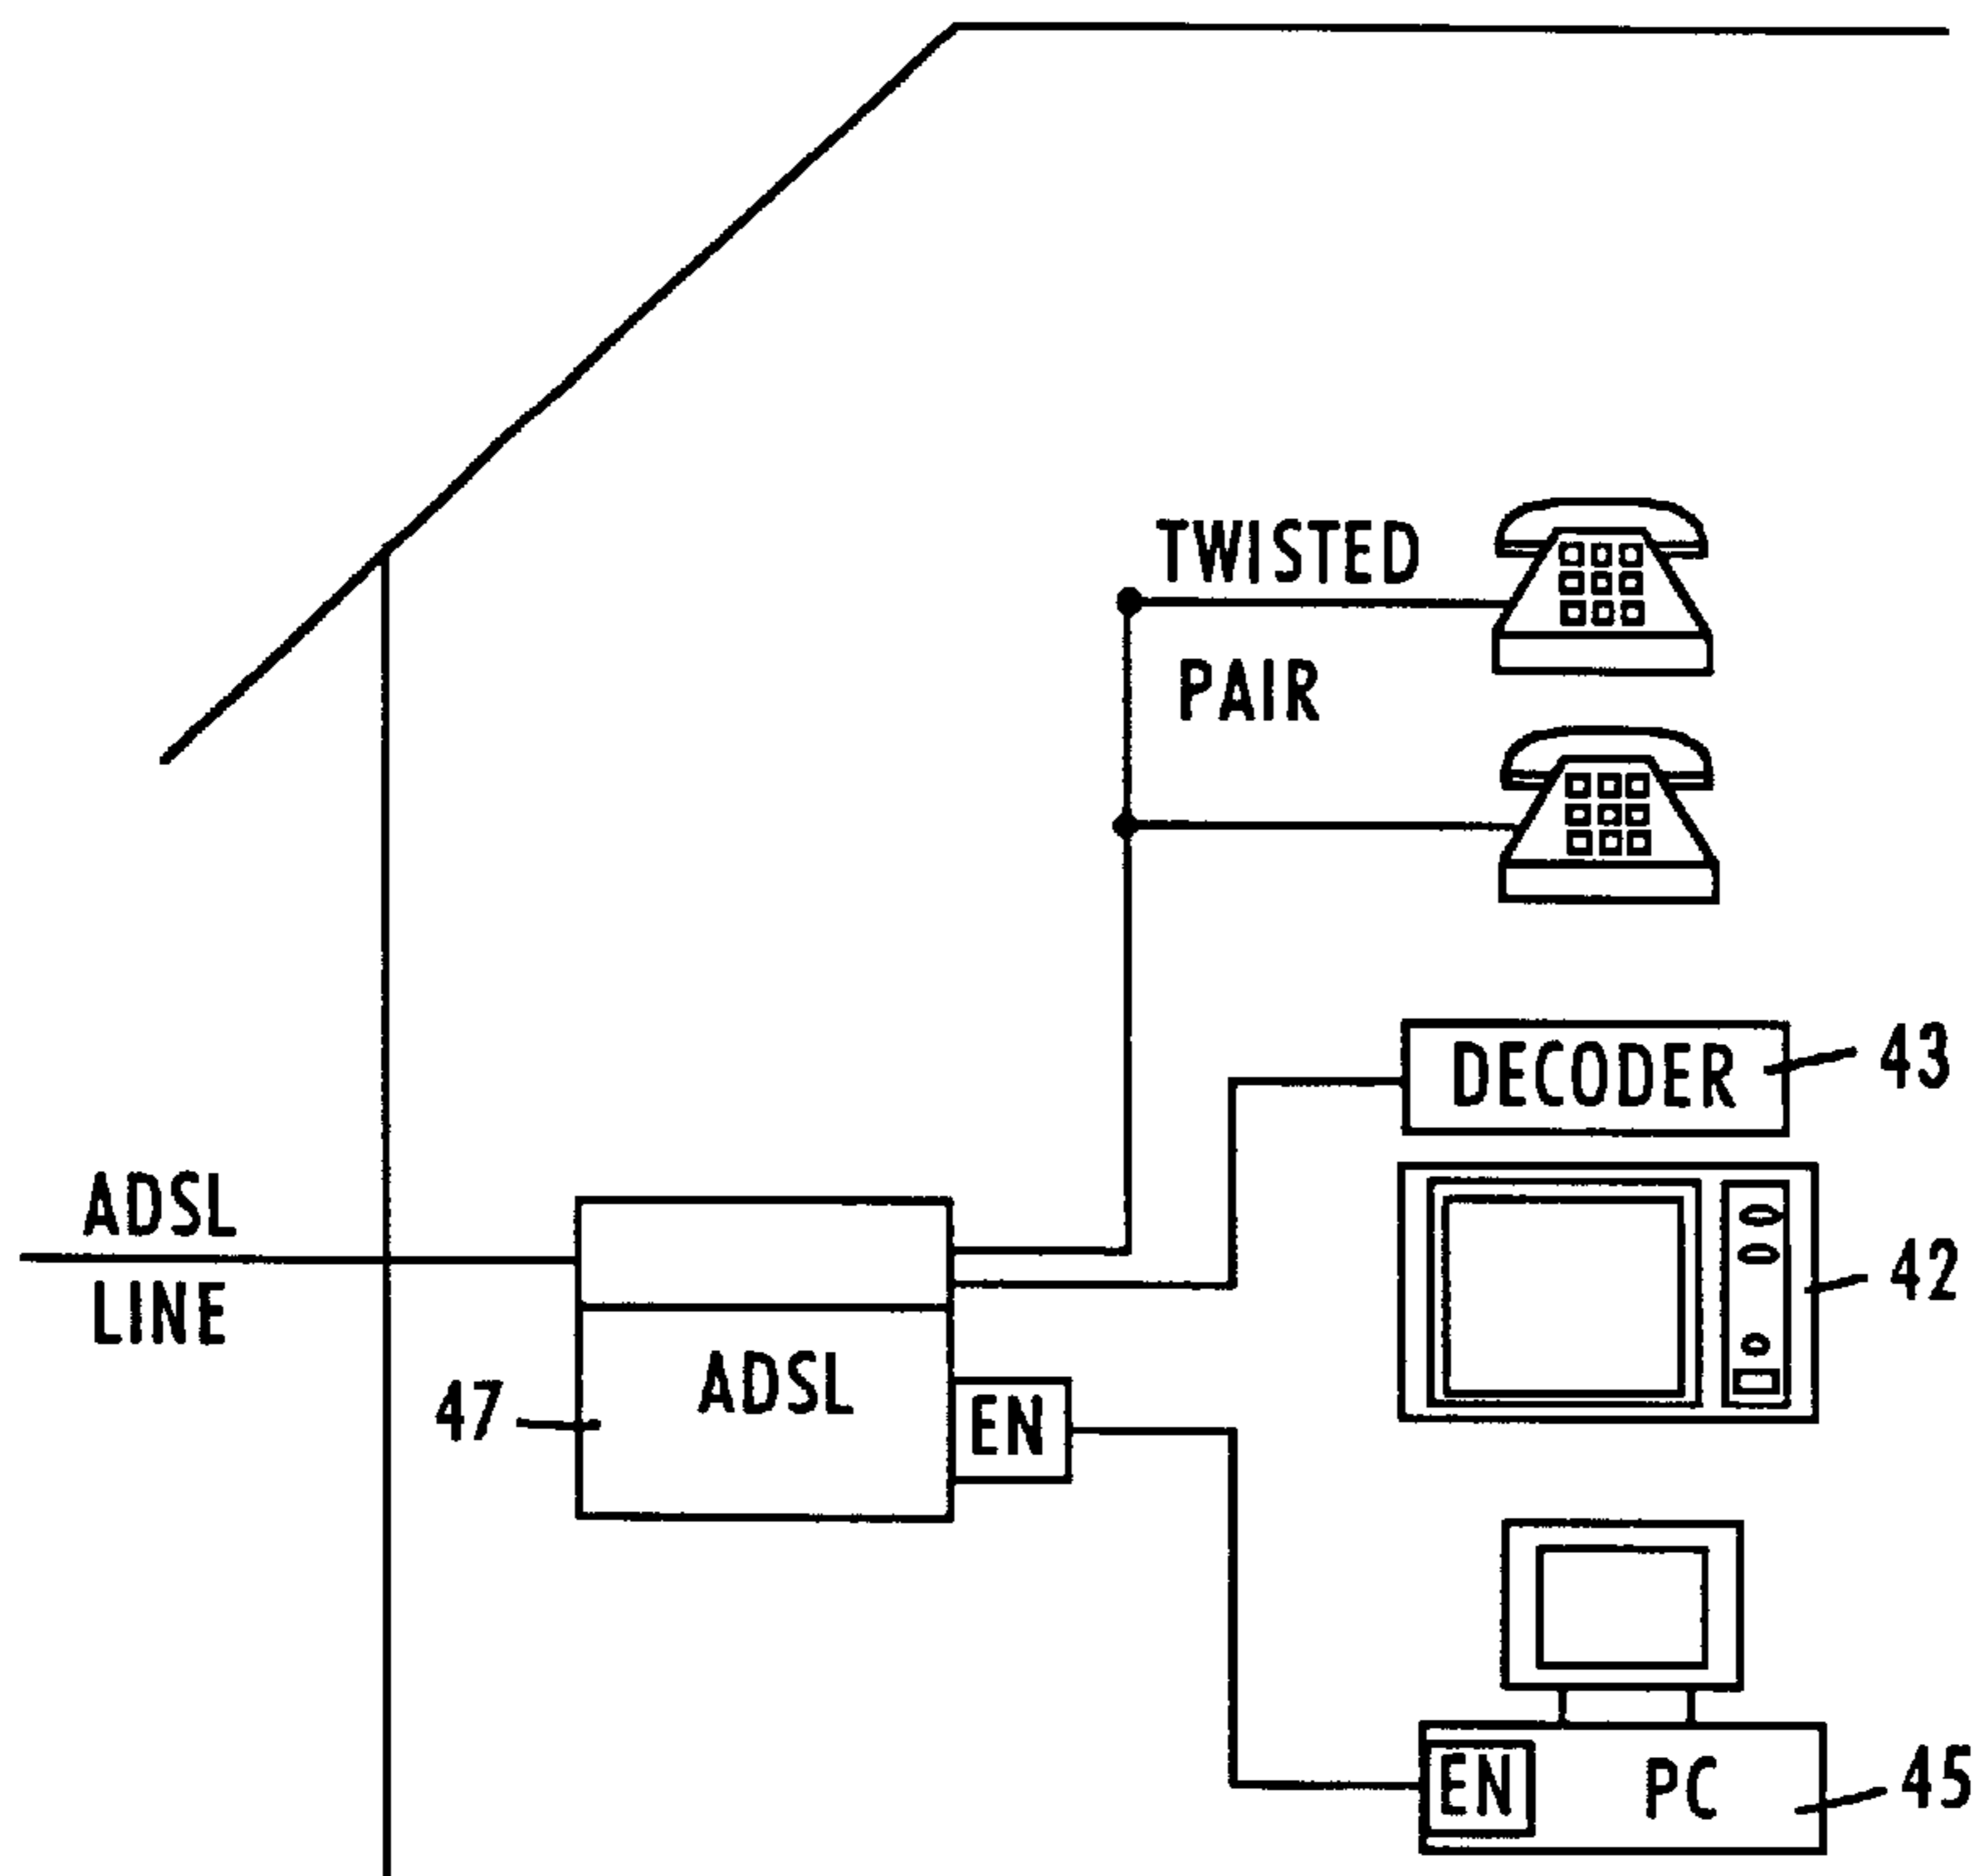 TWISTED
PAIR
DECODER
43
ADSL
LINE
42
47
ADSL
EN
EN
PC
45